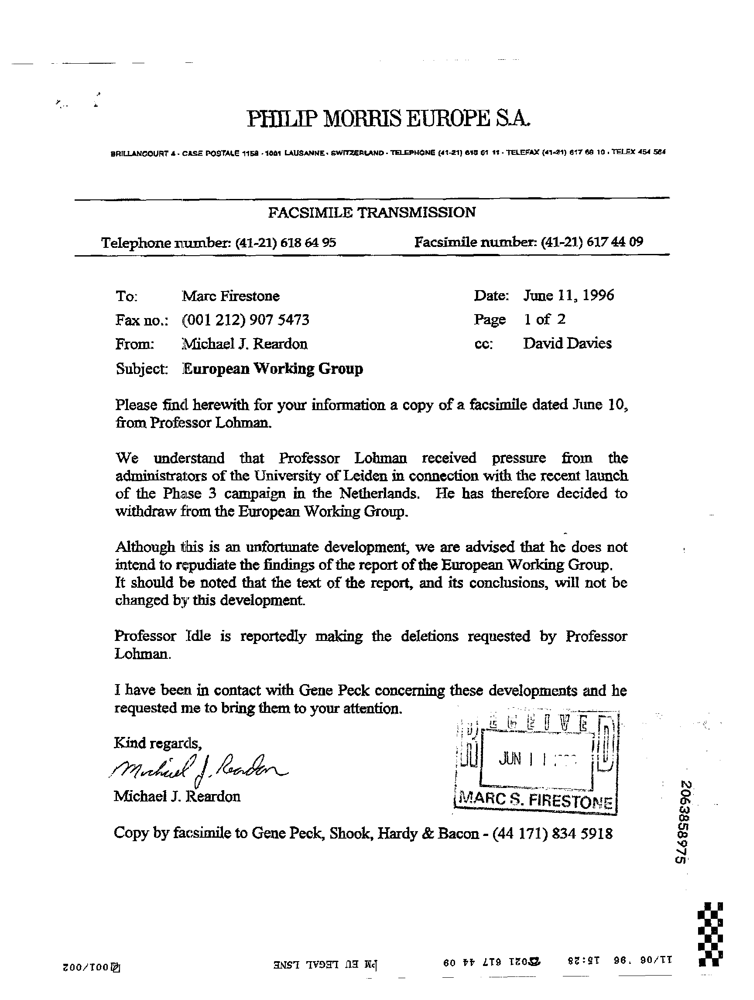 PHILIP MORRIS EUROPE S.A.
BRILLANCOURT 4 - CASE POSTALE 1158 - 1001 LAUSANNE - SWITZERLAND - TELEPHONE (41-21) 618 61 11 - TELEFAX (41-21) 617 68 10 - TELEX 454 564
FACSIMILE TRANSMISSION
Telephone number: (41-21) 618 64 95 Facsimile number: (41-21) 617 44 09
To: Marc Firestone Date: June 11, 1996
Fax no.: (001 212) 907 5473 Page 1 of 2
From: Michael J. Reardon cc: David Davies
Subject: European Working Group
Please find herewith for your information a copy of a facsimile dated June 10,
from Professor Lohman.
We understand that Professor Lohman received pressure from the
administrators of the University of Leiden in connection with the recent launch
of the Phase 3 campaign in the Netherlands. He has therefore decided to
withdraw from the European Working Group.
Although this is an unfortunate development, we are advised that he does not
intend to repudiate the findings of the report of the European Working Group.
It should be noted that the text of the report, and its conclusions, will not be
changed by this development.
Professor Idle is reportedly making the deletions requested by Professor
Lohman.
I have been in contact with Gene Peck concerning these developments and he
requested me to bring them to your attention.
Kind regards,
Michael J. Reardon
Michael J. Reardon
RECEIVED
JUN 11
MARC S. FIRESTONE
Copy by facsimile to Gene Peck, Shook, Hardy & Bacon - (44 171) 834 5918
2063858975
11/06 '96 15:28 ☎021 617 44 09 PM EU LEGAL LSNE 001/002